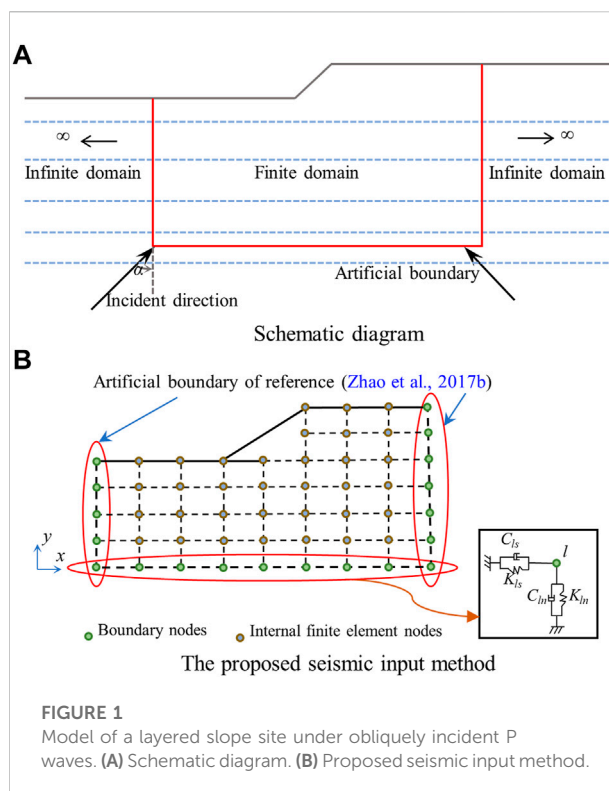 A
∞
∞
Infinite domain
Finite domain
Infinite domain
α
Artificial boundary
Incident direction
Schematic diagram
B
Artificial boundary of reference (Zhao et al., 2017b)
y
x
C_ls
K_ls
l
C_ln
K_ln
Boundary nodes
Internal finite element nodes
The proposed seismic input method
FIGURE 1
Model of a layered slope site under obliquely incident P
waves. (A) Schematic diagram. (B) Proposed seismic input method.